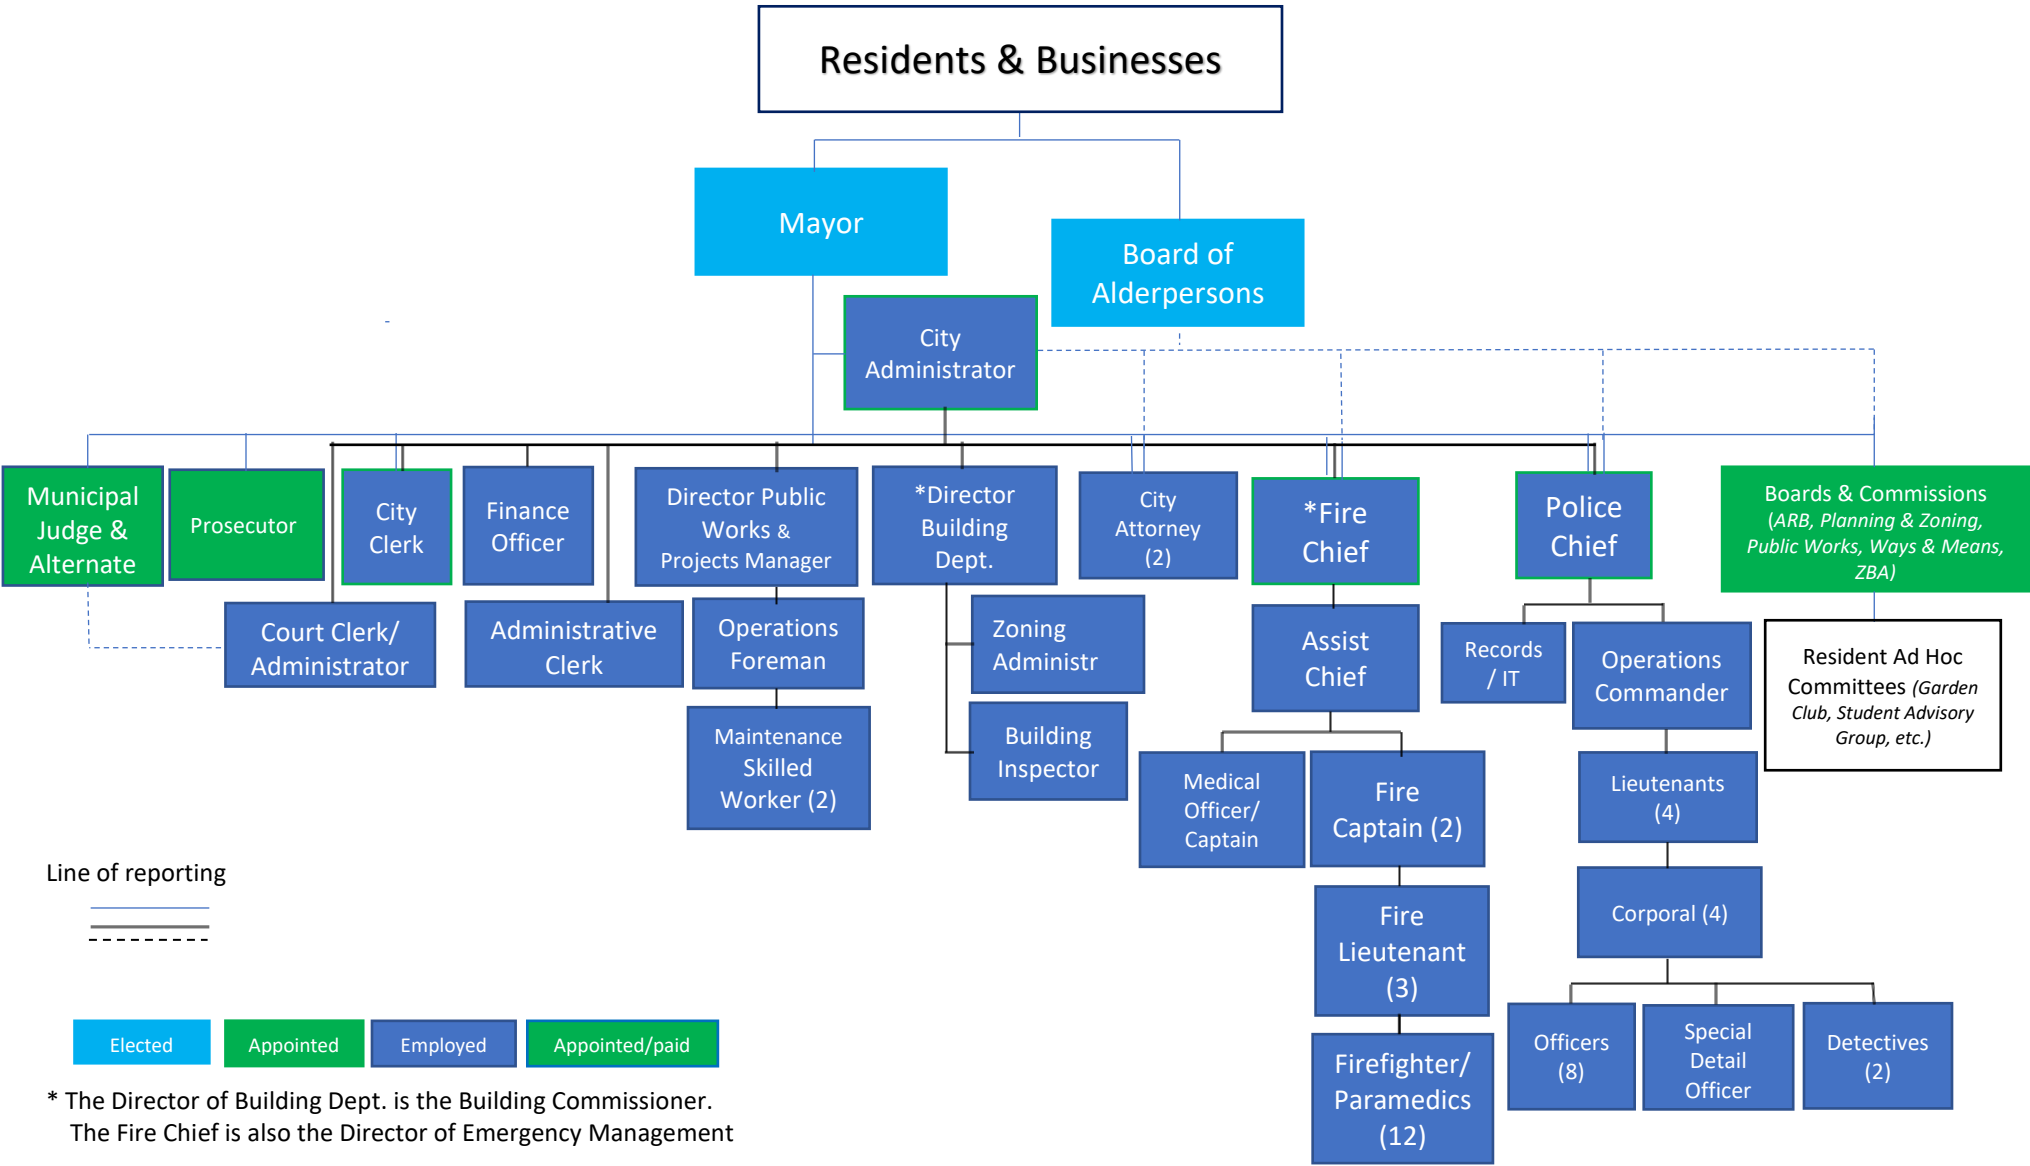 Residents & Businesses
Mayor
Board of
Alderpersons
City
Administrator
Municipal
Judge &
Alternate
Prosecutor
City
Clerk
Finance
Officer
Director Public
Works &
Projects Manager
*Director
Building
Dept.
City
Attorney
(2)
*Fire
Chief
Police
Chief
Boards & Commissions
(ARB, Planning & Zoning,
Public Works, Ways & Means,
ZBA)
Court Clerk/
Administrator
Administrative
Clerk
Operations
Foreman
Zoning
Administr
Assist
Chief
Records
/ IT
Operations
Commander
Resident Ad Hoc
Committees (Garden
Club, Student Advisory
Group, etc.)
Maintenance
Skilled
Worker (2)
Building
Inspector
Medical
Officer/
Captain
Fire
Captain (2)
Lieutenants
(4)
Line of reporting
Fire
Lieutenant
(3)
Corporal (4)
Elected
Appointed
Employed
Appointed/paid
Firefighter/
Paramedics
(12)
Officers
(8)
Special
Detail
Officer
Detectives
(2)
* The Director of Building Dept. is the Building Commissioner.
The Fire Chief is also the Director of Emergency Management